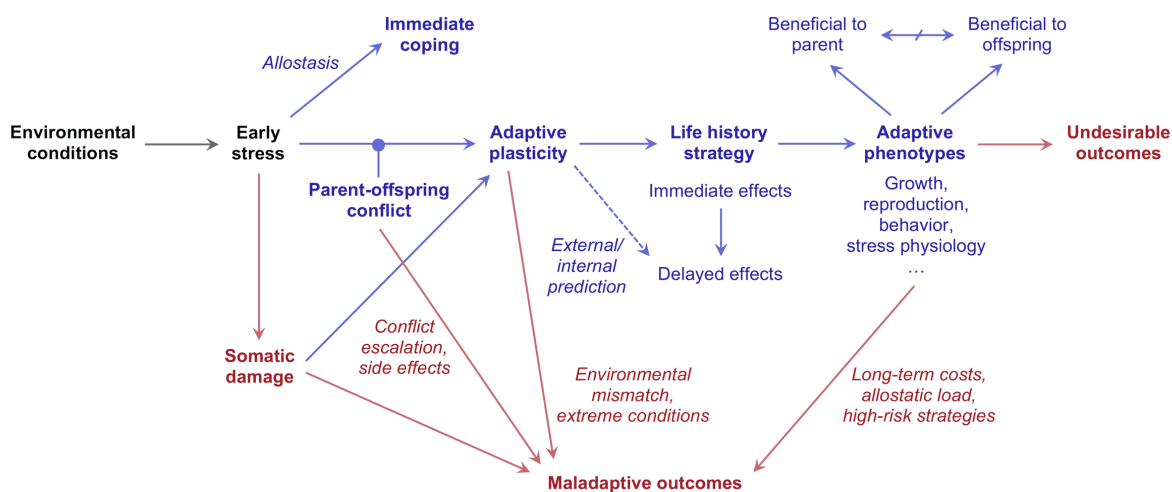 Immediate
coping
Beneficial to
parent
Beneficial to
offspring
Allostasis
Environmental
conditions
Early
stress
Adaptive
plasticity
Life history
strategy
Adaptive
phenotypes
Undesirable
outcomes
Parent-offspring
conflict
Immediate effects
Growth,
reproduction,
behavior,
stress physiology
...
External/
internal
prediction
Delayed effects
Somatic
damage
Conflict
escalation,
side effects
Environmental
mismatch,
extreme conditions
Long-term costs,
allostatic load,
high-risk strategies
Maladaptive outcomes